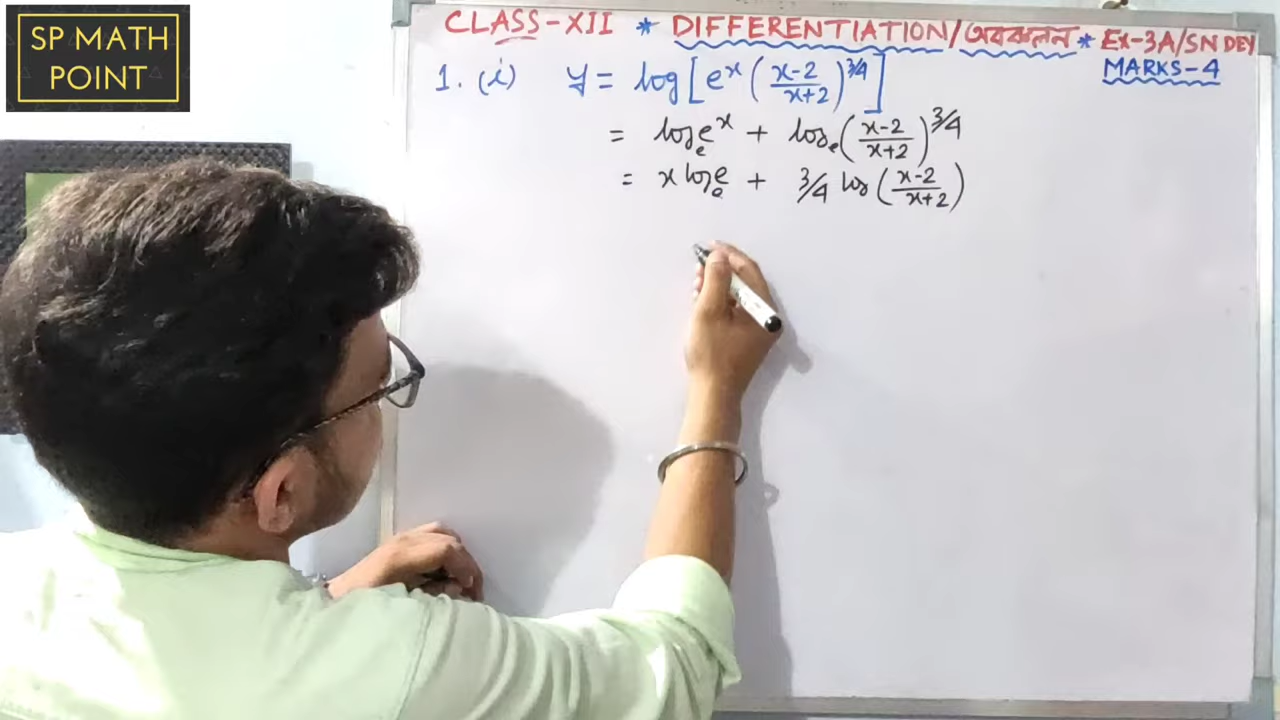 SP MATH
POINT
CLASS-XII * DIFFERENTIATION/অবকলন * Ex-3A/SN DEY
MARKS-4
1. (i) y = log[e^x((x-2)/(x+2))^3/4]
= log_e e^x + log_e((x-2)/(x+2))^3/4
= x log_e e + 3/4 log((x-2)/(x+2))